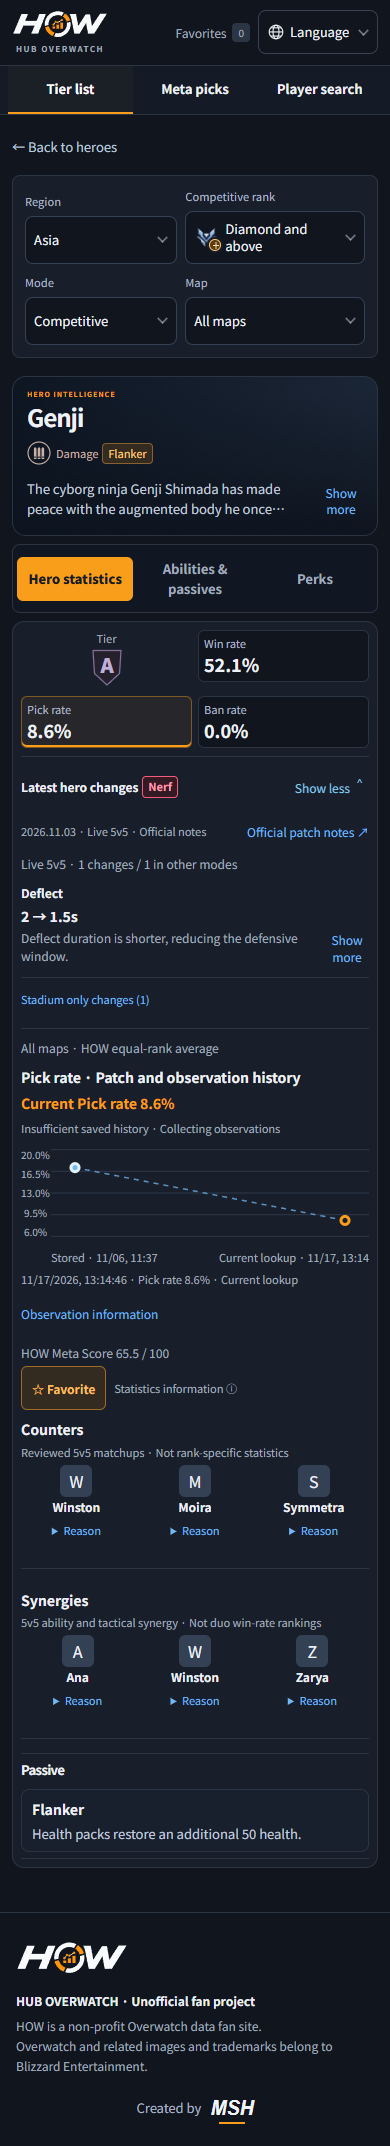 HOW
HUB OVERWATCH
Favorites 0
Language
Tier list
Meta picks
Player search
← Back to heroes
Region
Competitive rank
Asia
Diamond and
above
Mode
Map
Competitive
All maps
HERO INTELLIGENCE
Genji
Damage Flanker
The cyborg ninja Genji Shimada has made
peace with the augmented body he once…
Show
more
Hero statistics
Abilities &
passives
Perks
Tier
A
Win rate
52.1%
Pick rate
8.6%
Ban rate
0.0%
Latest hero changes Nerf
Show less ˄
2026.11.03 · Live 5v5 · Official notes
Official patch notes ↗
Live 5v5 · 1 changes / 1 in other modes
Deflect
2 → 1.5s
Deflect duration is shorter, reducing the defensive
window.
Show
more
Stadium only changes (1)
All maps · HOW equal-rank average
Pick rate · Patch and observation history
Current Pick rate 8.6%
Insufficient saved history · Collecting observations
20.0%
16.5%
13.0%
9.5%
6.0%
Stored · 11/06, 11:37
Current lookup · 11/17, 13:14
11/17/2026, 13:14:46 · Pick rate 8.6% · Current lookup
Observation information
HOW Meta Score 65.5 / 100
☆ Favorite
Statistics information ⓘ
Counters
Reviewed 5v5 matchups · Not rank-specific statistics
W
M
S
Winston
Moira
Symmetra
▶ Reason
▶ Reason
▶ Reason
Synergies
5v5 ability and tactical synergy · Not duo win-rate rankings
A
W
Z
Ana
Winston
Zarya
▶ Reason
▶ Reason
▶ Reason
Passive
Flanker
Health packs restore an additional 50 health.
HOW
HUB OVERWATCH · Unofficial fan project
HOW is a non-profit Overwatch data fan site.
Overwatch and related images and trademarks belong to
Blizzard Entertainment.
Created by MSH